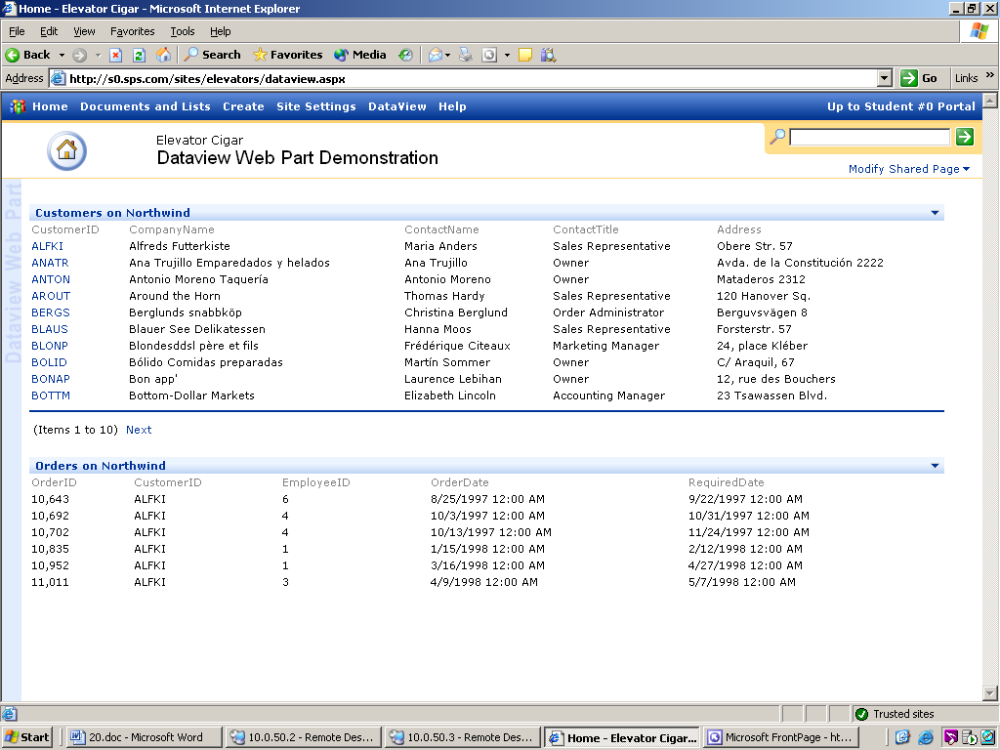 Home - Elevator Cigar - Microsoft Internet Explorer
File Edit View Favorites Tools Help
Back Search Favorites Media
Address http://s0.sps.com/sites/elevators/dataview.aspx Go Links »
Home Documents and Lists Create Site Settings DataView Help Up to Student #0 Portal
Elevator Cigar
Dataview Web Part Demonstration
Modify Shared Page
Dataview Web Part
Customers on Northwind
CustomerID CompanyName ContactName ContactTitle Address
ALFKI Alfreds Futterkiste Maria Anders Sales Representative Obere Str. 57
ANATR Ana Trujillo Emparedados y helados Ana Trujillo Owner Avda. de la Constitución 2222
ANTON Antonio Moreno Taquería Antonio Moreno Owner Mataderos 2312
AROUT Around the Horn Thomas Hardy Sales Representative 120 Hanover Sq.
BERGS Berglunds snabbköp Christina Berglund Order Administrator Berguvsvägen 8
BLAUS Blauer See Delikatessen Hanna Moos Sales Representative Forsterstr. 57
BLONP Blondesddsl père et fils Frédérique Citeaux Marketing Manager 24, place Kléber
BOLID Bólido Comidas preparadas Martín Sommer Owner C/ Araquil, 67
BONAP Bon app' Laurence Lebihan Owner 12, rue des Bouchers
BOTTM Bottom-Dollar Markets Elizabeth Lincoln Accounting Manager 23 Tsawassen Blvd.
(Items 1 to 10) Next
Orders on Northwind
OrderID CustomerID EmployeeID OrderDate RequiredDate
10,643 ALFKI 6 8/25/1997 12:00 AM 9/22/1997 12:00 AM
10,692 ALFKI 4 10/3/1997 12:00 AM 10/31/1997 12:00 AM
10,702 ALFKI 4 10/13/1997 12:00 AM 11/24/1997 12:00 AM
10,835 ALFKI 1 1/15/1998 12:00 AM 2/12/1998 12:00 AM
10,952 ALFKI 1 3/16/1998 12:00 AM 4/27/1998 12:00 AM
11,011 ALFKI 3 4/9/1998 12:00 AM 5/7/1998 12:00 AM
Trusted sites
Start 20.doc - Microsoft Word 10.0.50.2 - Remote Des... 10.0.50.3 - Remote Des... Home - Elevator Cigar... Microsoft FrontPage - ht...